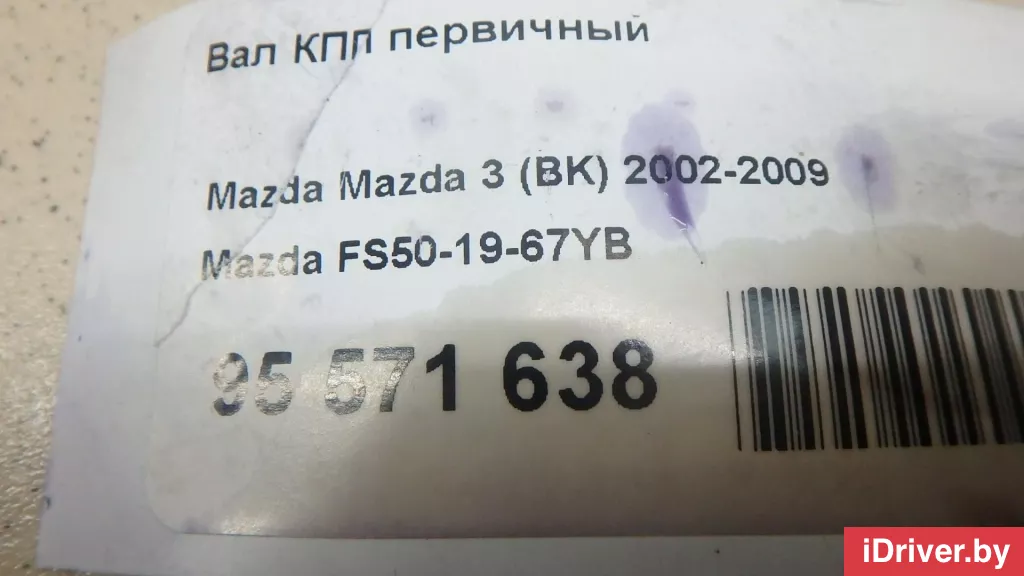 Вал КПП первичный
Mazda Mazda 3 (BK) 2002-2009
Mazda FS50-19-67YB
95 571 638
iDriver.by